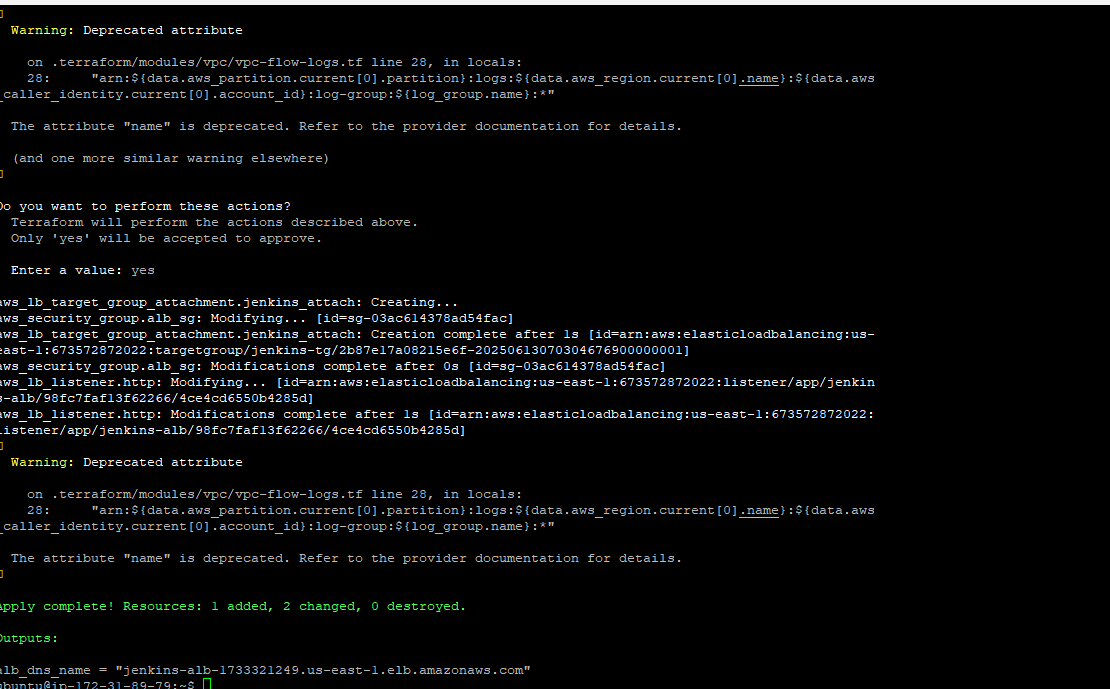 Warning: Deprecated attribute
on .terraform/modules/vpc/vpc-flow-logs.tf line 28, in locals:
28: "arn:${data.aws_partition.current[0].partition}:logs:${data.aws_region.current[0].name}:${data.aws
_caller_identity.current[0].account_id}:log-group:${log_group.name}:*"
The attribute "name" is deprecated. Refer to the provider documentation for details.
(and one more similar warning elsewhere)
Do you want to perform these actions?
Terraform will perform the actions described above.
Only 'yes' will be accepted to approve.
Enter a value: yes
aws_lb_target_group_attachment.jenkins_attach: Creating...
aws_security_group.alb_sg: Modifying... [id=sg-03ac614378ad54fac]
aws_lb_target_group_attachment.jenkins_attach: Creation complete after 1s [id=arn:aws:elasticloadbalancing:us-
east-1:673572872022:targetgroup/jenkins-tg/2b87e17a08215e6f-20250613070304676900000001]
aws_security_group.alb_sg: Modifications complete after 0s [id=sg-03ac614378ad54fac]
aws_lb_listener.http: Modifying... [id=arn:aws:elasticloadbalancing:us-east-1:673572872022:listener/app/jenkin
s-alb/98fc7faf13f62266/4ce4cd6550b4285d]
aws_lb_listener.http: Modifications complete after 1s [id=arn:aws:elasticloadbalancing:us-east-1:673572872022:
listener/app/jenkins-alb/98fc7faf13f62266/4ce4cd6550b4285d]
Warning: Deprecated attribute
on .terraform/modules/vpc/vpc-flow-logs.tf line 28, in locals:
28: "arn:${data.aws_partition.current[0].partition}:logs:${data.aws_region.current[0].name}:${data.aws
_caller_identity.current[0].account_id}:log-group:${log_group.name}:*"
The attribute "name" is deprecated. Refer to the provider documentation for details.
Apply complete! Resources: 1 added, 2 changed, 0 destroyed.
Outputs:
alb_dns_name = "jenkins-alb-1733321249.us-east-1.elb.amazonaws.com"
ubuntu@ip-172-31-89-79:~$